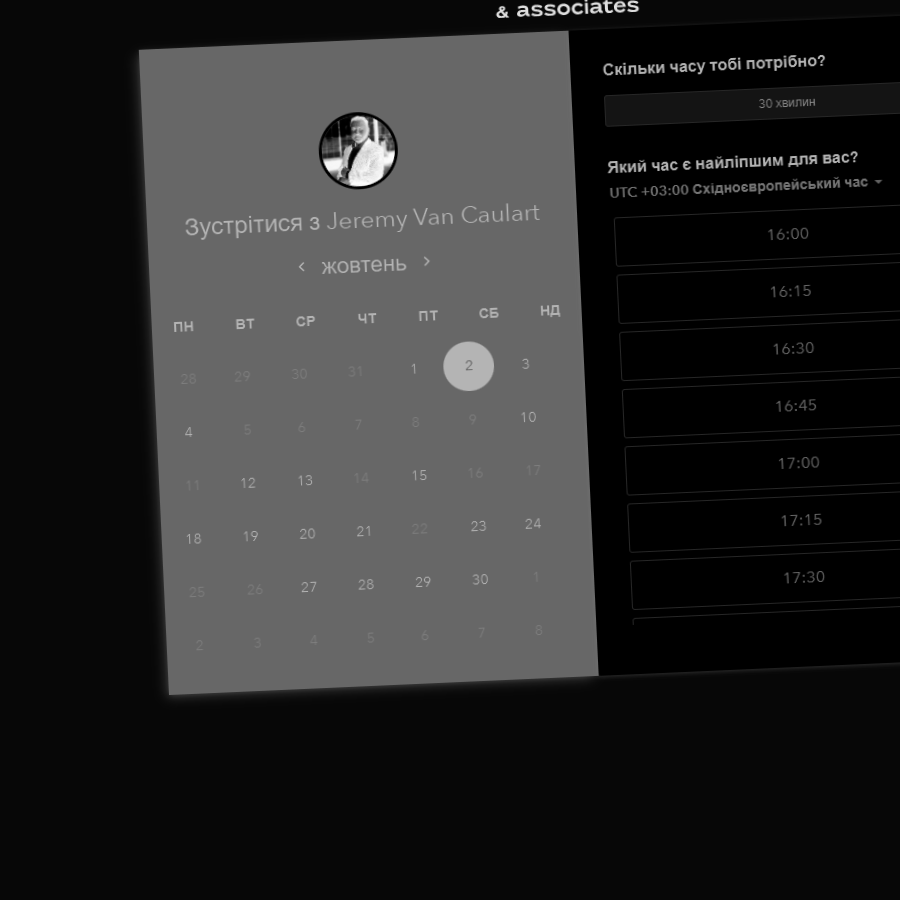 & associates
Зустрітися з Jeremy Van Caulart
жовтень
ПН ВТ СР ЧТ ПТ СБ НД
28 29 30 31 1 2 3
4 5 6 7 8 9 10
11 12 13 14 15 16 17
18 19 20 21 22 23 24
25 26 27 28 29 30 1
2 3 4 5 6 7 8
Скільки часу тобі потрібно?
30 хвилин
Який час є найліпшим для вас?
UTC +03:00 Східноєвропейський час
16:00
16:15
16:30
16:45
17:00
17:15
17:30